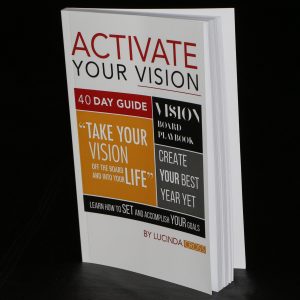 ACTIVATE
YOUR VISION
40 DAY GUIDE
VISION
BOARD
PLAYBOOK
"TAKE YOUR
VISION
OFF THE BOARD
AND INTO YOUR LIFE"
CREATE
YOUR BEST
YEAR YET
LEARN HOW TO SET AND ACCOMPLISH YOUR GOALS
BY LUCINDA CROSS